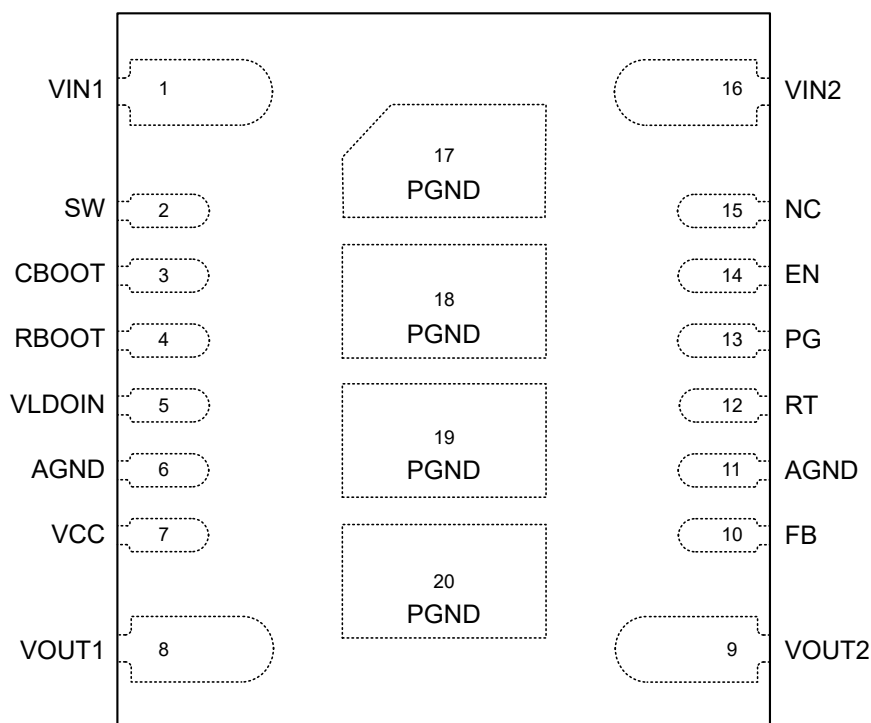 VIN1 1 16 VIN2
17
PGND
SW 2 15 NC
CBOOT 3 14 EN
18
PGND
RBOOT 4 13 PG
VLDOIN 5 12 RT
19
PGND
AGND 6 11 AGND
VCC 7 10 FB
20
PGND
VOUT1 8 9 VOUT2